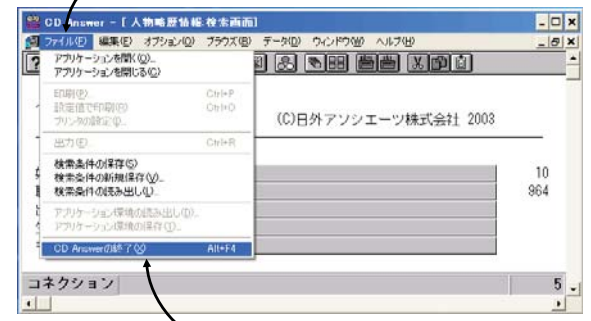 CD Answer - [人物略歴情報 検索画面]
ファイル(F) 編集(E) オプション(O) ブラウズ(B) データ(D) ウィンドウ(W) ヘルプ(H)
アプリケーションを開く(O)...
アプリケーションを閉じる(C)
印刷(P)... Ctrl+P
設定値で印刷(R) Ctrl+O
プリンタの設定(I)...
出力(E)... Ctrl+R
検索条件の保存(S)
検索条件の新規保存(V)...
検索条件の読み出し(L)...
アプリケーション環境の読み出し(D)...
アプリケーション環境の保存(T)...
CD Answerの終了(X) Alt+F4
(C)日外アソシエーツ株式会社 2003
10
964
コネクション 5